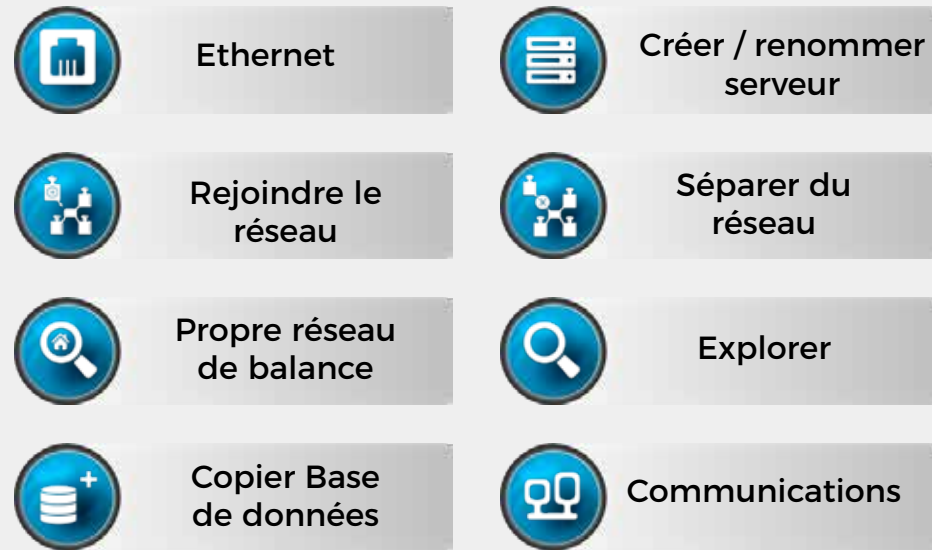 Ethernet
Créer / renommer
serveur
Rejoindre le
réseau
Séparer du
réseau
Propre réseau
de balance
Explorer
Copier Base
de données
Communications